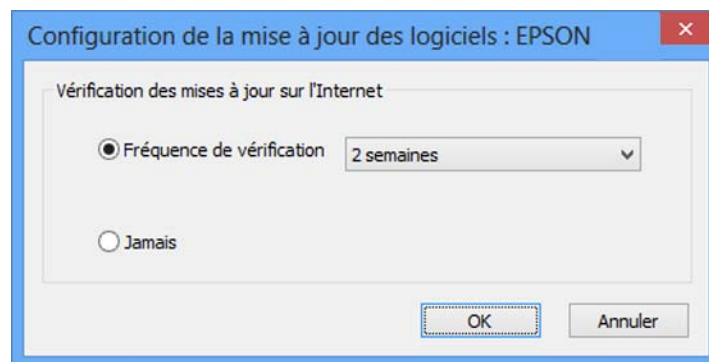 Configuration de la mise à jour des logiciels : EPSON
Vérification des mises à jour sur l'Internet
Fréquence de vérification 2 semaines
Jamais
OK Annuler